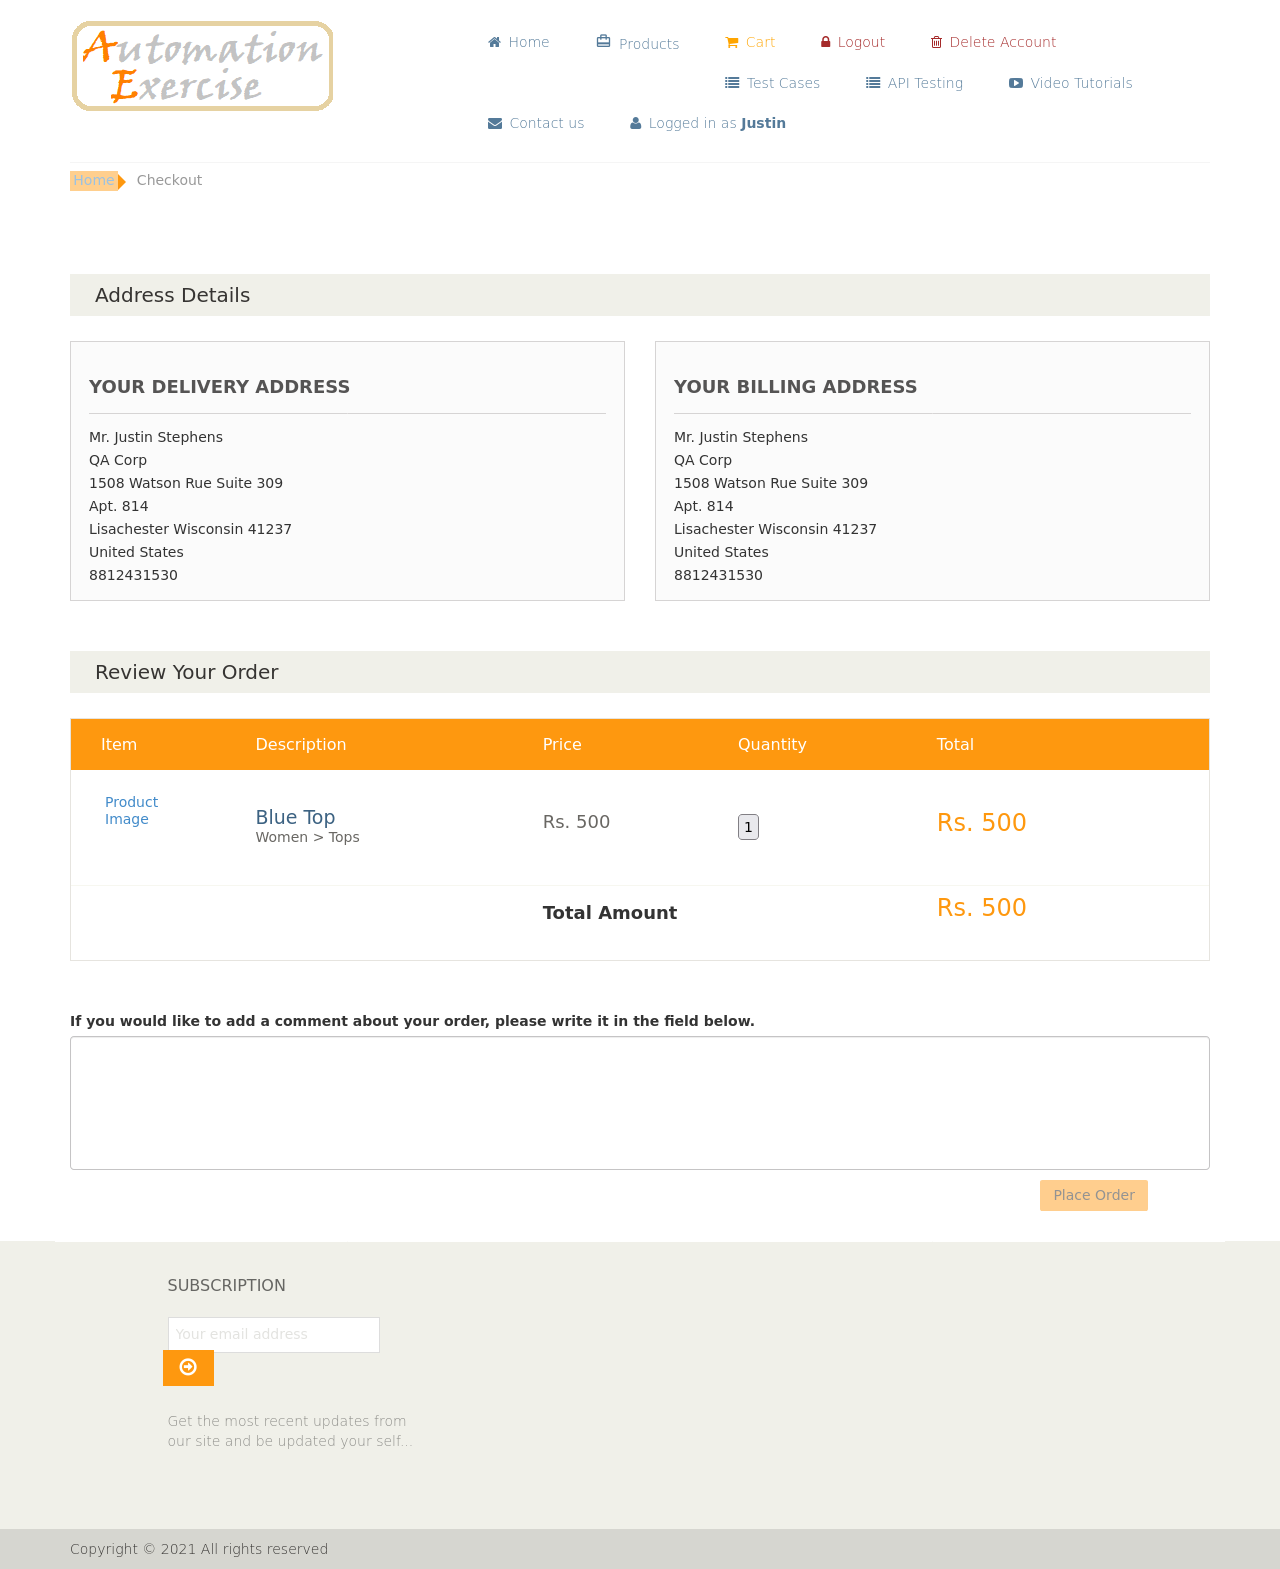 Automation
Exercise
Home
Products
Cart
Logout
Delete Account
Test Cases
API Testing
Video Tutorials
Contact us
Logged in as Justin
Home
Checkout
Address Details
YOUR DELIVERY ADDRESS
Mr. Justin Stephens
QA Corp
1508 Watson Rue Suite 309
Apt. 814
Lisachester Wisconsin 41237
United States
8812431530
YOUR BILLING ADDRESS
Mr. Justin Stephens
QA Corp
1508 Watson Rue Suite 309
Apt. 814
Lisachester Wisconsin 41237
United States
8812431530
Review Your Order
Item Description Price Quantity Total
Product
Image
Blue Top
Women > Tops
Rs. 500
1
Rs. 500
Total Amount
Rs. 500
If you would like to add a comment about your order, please write it in the field below.
Place Order
SUBSCRIPTION
Your email address
Get the most recent updates from
our site and be updated your self...
Copyright © 2021 All rights reserved